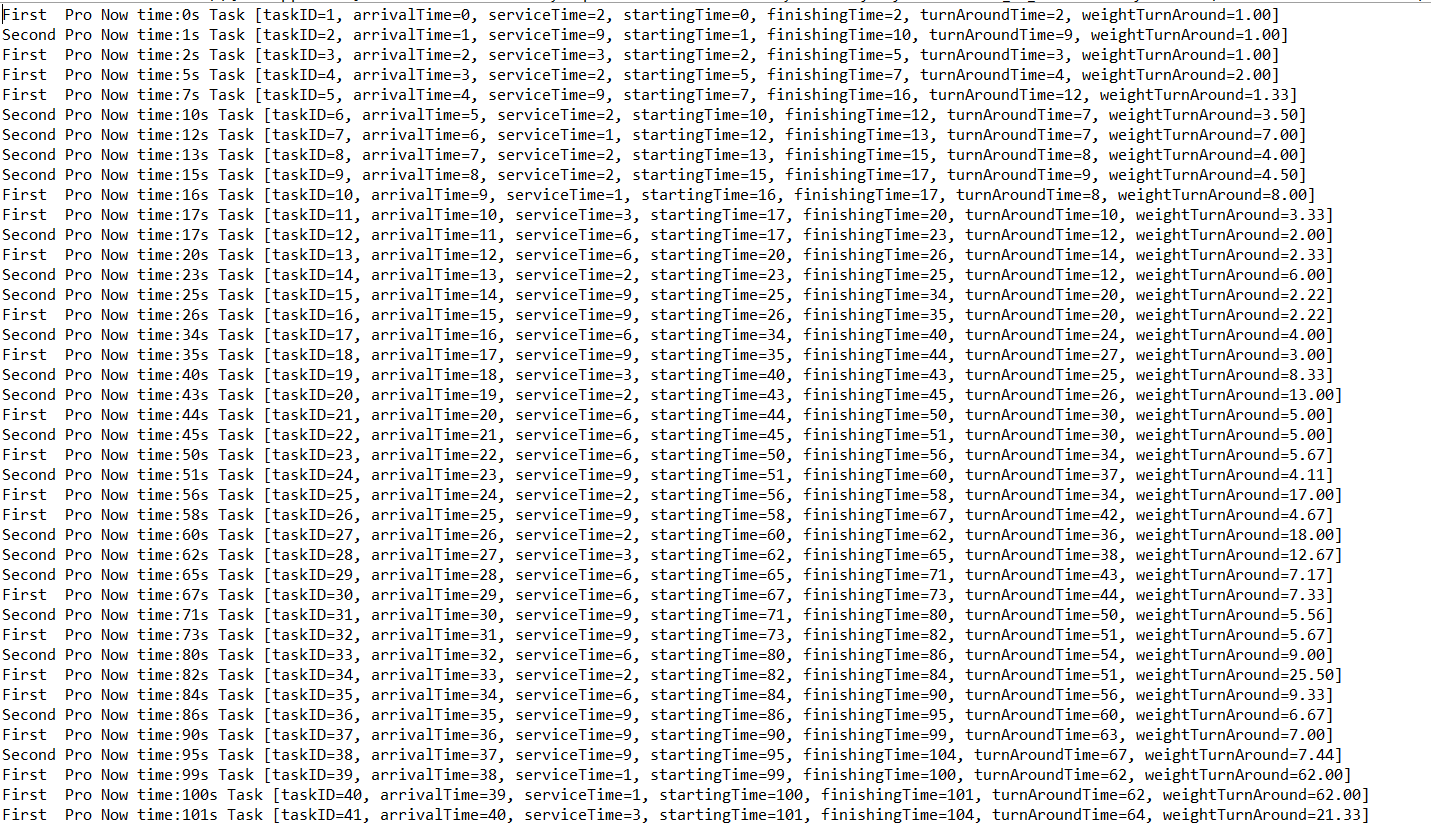 First  Pro Now time:0s Task [taskID=1, arrivalTime=0, serviceTime=2, startingTime=0, finishingTime=2, turnAroundTime=2, weightTurnAround=1.00]
Second Pro Now time:1s Task [taskID=2, arrivalTime=1, serviceTime=9, startingTime=1, finishingTime=10, turnAroundTime=9, weightTurnAround=1.00]
First  Pro Now time:2s Task [taskID=3, arrivalTime=2, serviceTime=3, startingTime=2, finishingTime=5, turnAroundTime=3, weightTurnAround=1.00]
First  Pro Now time:5s Task [taskID=4, arrivalTime=3, serviceTime=2, startingTime=5, finishingTime=7, turnAroundTime=4, weightTurnAround=2.00]
First  Pro Now time:7s Task [taskID=5, arrivalTime=4, serviceTime=9, startingTime=7, finishingTime=16, turnAroundTime=12, weightTurnAround=1.33]
Second Pro Now time:10s Task [taskID=6, arrivalTime=5, serviceTime=2, startingTime=10, finishingTime=12, turnAroundTime=7, weightTurnAround=3.50]
Second Pro Now time:12s Task [taskID=7, arrivalTime=6, serviceTime=1, startingTime=12, finishingTime=13, turnAroundTime=7, weightTurnAround=7.00]
Second Pro Now time:13s Task [taskID=8, arrivalTime=7, serviceTime=2, startingTime=13, finishingTime=15, turnAroundTime=8, weightTurnAround=4.00]
Second Pro Now time:15s Task [taskID=9, arrivalTime=8, serviceTime=2, startingTime=15, finishingTime=17, turnAroundTime=9, weightTurnAround=4.50]
First  Pro Now time:16s Task [taskID=10, arrivalTime=9, serviceTime=1, startingTime=16, finishingTime=17, turnAroundTime=8, weightTurnAround=8.00]
First  Pro Now time:17s Task [taskID=11, arrivalTime=10, serviceTime=3, startingTime=17, finishingTime=20, turnAroundTime=10, weightTurnAround=3.33]
Second Pro Now time:17s Task [taskID=12, arrivalTime=11, serviceTime=6, startingTime=17, finishingTime=23, turnAroundTime=12, weightTurnAround=2.00]
First  Pro Now time:20s Task [taskID=13, arrivalTime=12, serviceTime=6, startingTime=20, finishingTime=26, turnAroundTime=14, weightTurnAround=2.33]
Second Pro Now time:23s Task [taskID=14, arrivalTime=13, serviceTime=2, startingTime=23, finishingTime=25, turnAroundTime=12, weightTurnAround=6.00]
Second Pro Now time:25s Task [taskID=15, arrivalTime=14, serviceTime=9, startingTime=25, finishingTime=34, turnAroundTime=20, weightTurnAround=2.22]
First  Pro Now time:26s Task [taskID=16, arrivalTime=15, serviceTime=9, startingTime=26, finishingTime=35, turnAroundTime=20, weightTurnAround=2.22]
Second Pro Now time:34s Task [taskID=17, arrivalTime=16, serviceTime=6, startingTime=34, finishingTime=40, turnAroundTime=24, weightTurnAround=4.00]
First  Pro Now time:35s Task [taskID=18, arrivalTime=17, serviceTime=9, startingTime=35, finishingTime=44, turnAroundTime=27, weightTurnAround=3.00]
Second Pro Now time:40s Task [taskID=19, arrivalTime=18, serviceTime=3, startingTime=40, finishingTime=43, turnAroundTime=25, weightTurnAround=8.33]
Second Pro Now time:43s Task [taskID=20, arrivalTime=19, serviceTime=2, startingTime=43, finishingTime=45, turnAroundTime=26, weightTurnAround=13.00]
First  Pro Now time:44s Task [taskID=21, arrivalTime=20, serviceTime=6, startingTime=44, finishingTime=50, turnAroundTime=30, weightTurnAround=5.00]
Second Pro Now time:45s Task [taskID=22, arrivalTime=21, serviceTime=6, startingTime=45, finishingTime=51, turnAroundTime=30, weightTurnAround=5.00]
First  Pro Now time:50s Task [taskID=23, arrivalTime=22, serviceTime=6, startingTime=50, finishingTime=56, turnAroundTime=34, weightTurnAround=5.67]
Second Pro Now time:51s Task [taskID=24, arrivalTime=23, serviceTime=9, startingTime=51, finishingTime=60, turnAroundTime=37, weightTurnAround=4.11]
First  Pro Now time:56s Task [taskID=25, arrivalTime=24, serviceTime=2, startingTime=56, finishingTime=58, turnAroundTime=34, weightTurnAround=17.00]
First  Pro Now time:58s Task [taskID=26, arrivalTime=25, serviceTime=9, startingTime=58, finishingTime=67, turnAroundTime=42, weightTurnAround=4.67]
Second Pro Now time:60s Task [taskID=27, arrivalTime=26, serviceTime=2, startingTime=60, finishingTime=62, turnAroundTime=36, weightTurnAround=18.00]
Second Pro Now time:62s Task [taskID=28, arrivalTime=27, serviceTime=3, startingTime=62, finishingTime=65, turnAroundTime=38, weightTurnAround=12.67]
Second Pro Now time:65s Task [taskID=29, arrivalTime=28, serviceTime=6, startingTime=65, finishingTime=71, turnAroundTime=43, weightTurnAround=7.17]
First  Pro Now time:67s Task [taskID=30, arrivalTime=29, serviceTime=6, startingTime=67, finishingTime=73, turnAroundTime=44, weightTurnAround=7.33]
Second Pro Now time:71s Task [taskID=31, arrivalTime=30, serviceTime=9, startingTime=71, finishingTime=80, turnAroundTime=50, weightTurnAround=5.56]
First  Pro Now time:73s Task [taskID=32, arrivalTime=31, serviceTime=9, startingTime=73, finishingTime=82, turnAroundTime=51, weightTurnAround=5.67]
Second Pro Now time:80s Task [taskID=33, arrivalTime=32, serviceTime=6, startingTime=80, finishingTime=86, turnAroundTime=54, weightTurnAround=9.00]
First  Pro Now time:82s Task [taskID=34, arrivalTime=33, serviceTime=2, startingTime=82, finishingTime=84, turnAroundTime=51, weightTurnAround=25.50]
First  Pro Now time:84s Task [taskID=35, arrivalTime=34, serviceTime=6, startingTime=84, finishingTime=90, turnAroundTime=56, weightTurnAround=9.33]
Second Pro Now time:86s Task [taskID=36, arrivalTime=35, serviceTime=9, startingTime=86, finishingTime=95, turnAroundTime=60, weightTurnAround=6.67]
First  Pro Now time:90s Task [taskID=37, arrivalTime=36, serviceTime=9, startingTime=90, finishingTime=99, turnAroundTime=63, weightTurnAround=7.00]
Second Pro Now time:95s Task [taskID=38, arrivalTime=37, serviceTime=9, startingTime=95, finishingTime=104, turnAroundTime=67, weightTurnAround=7.44]
First  Pro Now time:99s Task [taskID=39, arrivalTime=38, serviceTime=1, startingTime=99, finishingTime=100, turnAroundTime=62, weightTurnAround=62.00]
First  Pro Now time:100s Task [taskID=40, arrivalTime=39, serviceTime=1, startingTime=100, finishingTime=101, turnAroundTime=62, weightTurnAround=62.00]
First  Pro Now time:101s Task [taskID=41, arrivalTime=40, serviceTime=3, startingTime=101, finishingTime=104, turnAroundTime=64, weightTurnAround=21.33]